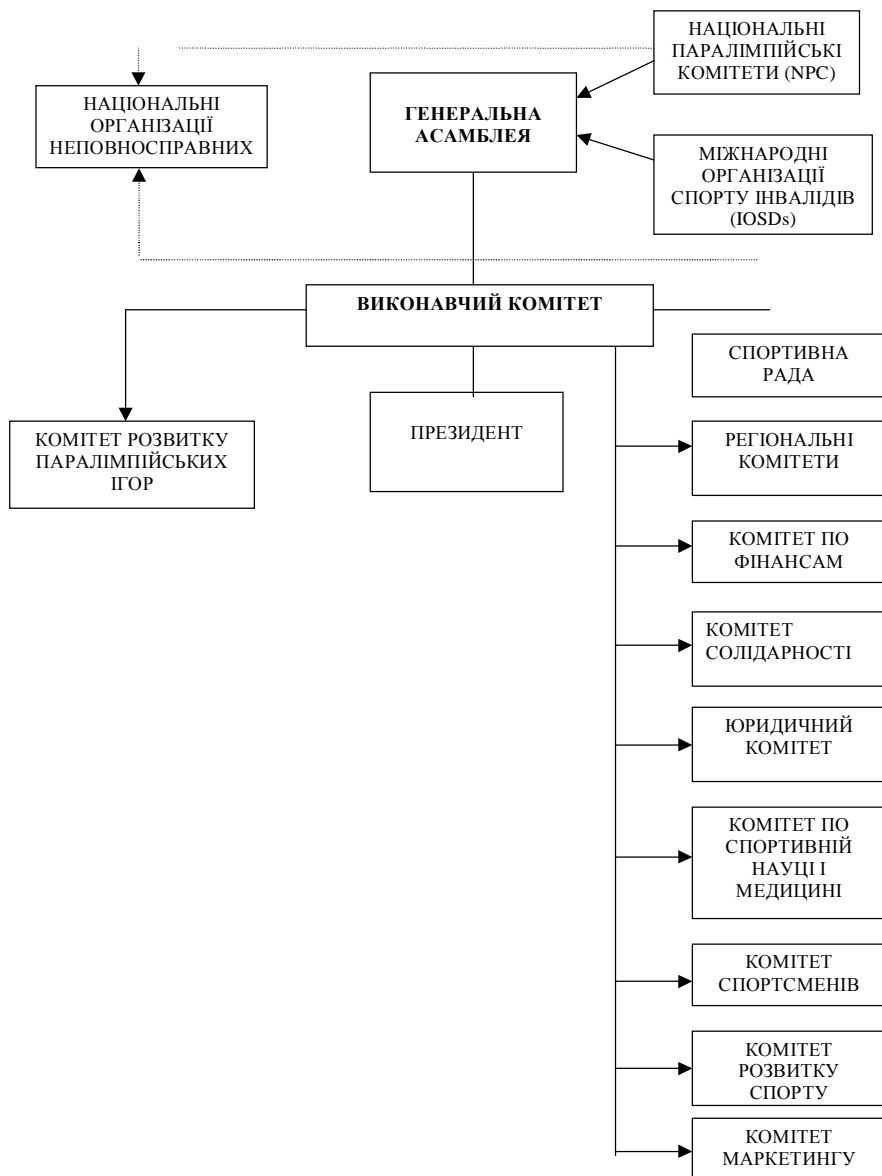 НАЦІОНАЛЬНІ
ПАРАЛІМПІЙСЬКІ
КОМІТЕТИ (NPC)
НАЦІОНАЛЬНІ
ОРГАНІЗАЦІЇ
НЕПОВНОСПРАВНИХ
ГЕНЕРАЛЬНА
АСАМБЛЕЯ
МІЖНАРОДНІ
ОРГАНІЗАЦІЇ
СПОРТУ ІНВАЛІДІВ
(IOSDs)
ВИКОНАВЧИЙ КОМІТЕТ
СПОРТИВНА
РАДА
КОМІТЕТ РОЗВИТКУ
ПАРАЛІМПІЙСЬКИХ
ІГОР
ПРЕЗИДЕНТ
РЕГІОНАЛЬНІ
КОМІТЕТИ
КОМІТЕТ ПО
ФІНАНСАМ
КОМІТЕТ
СОЛІДАРНОСТІ
ЮРИДИЧНИЙ
КОМІТЕТ
КОМІТЕТ ПО
СПОРТИВНІЙ
НАУЦІ І
МЕДИЦИНІ
КОМІТЕТ
СПОРТСМЕНІВ
КОМІТЕТ
РОЗВИТКУ
СПОРТУ
КОМІТЕТ
МАРКЕТИНГУ